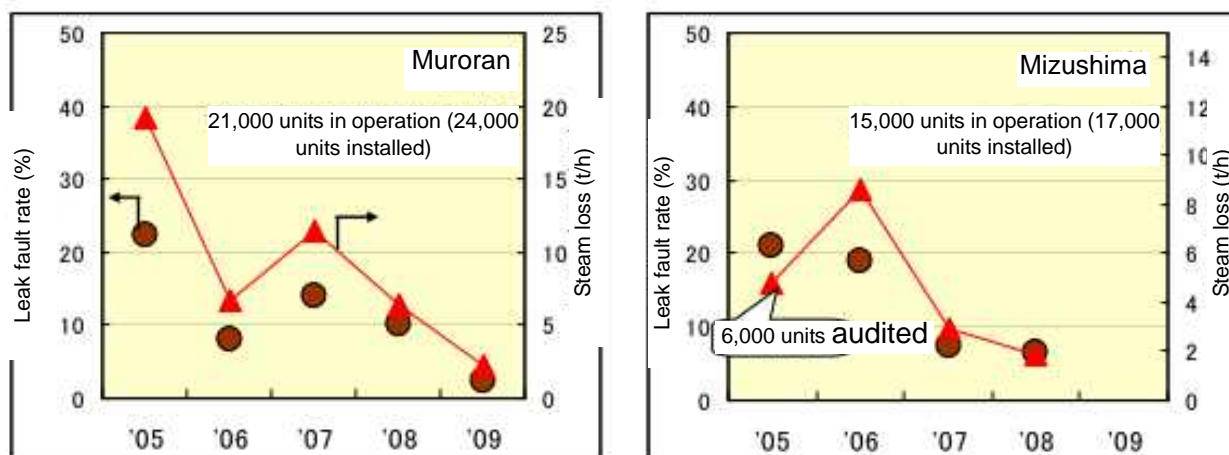 Muroran
21,000 units in operation (24,000
units installed)
Leak fault rate (%)
50
40
30
20
10
0
25
20
15
10
5
0
Steam loss (t/h)
'05 '06 '07 '08 '09
Mizushima
15,000 units in operation (17,000
units installed)
Leak fault rate (%)
50
40
30
20
10
0
6,000 units audited
14
12
10
8
6
4
2
0
Steam loss (t/h)
'05 '06 '07 '08 '09